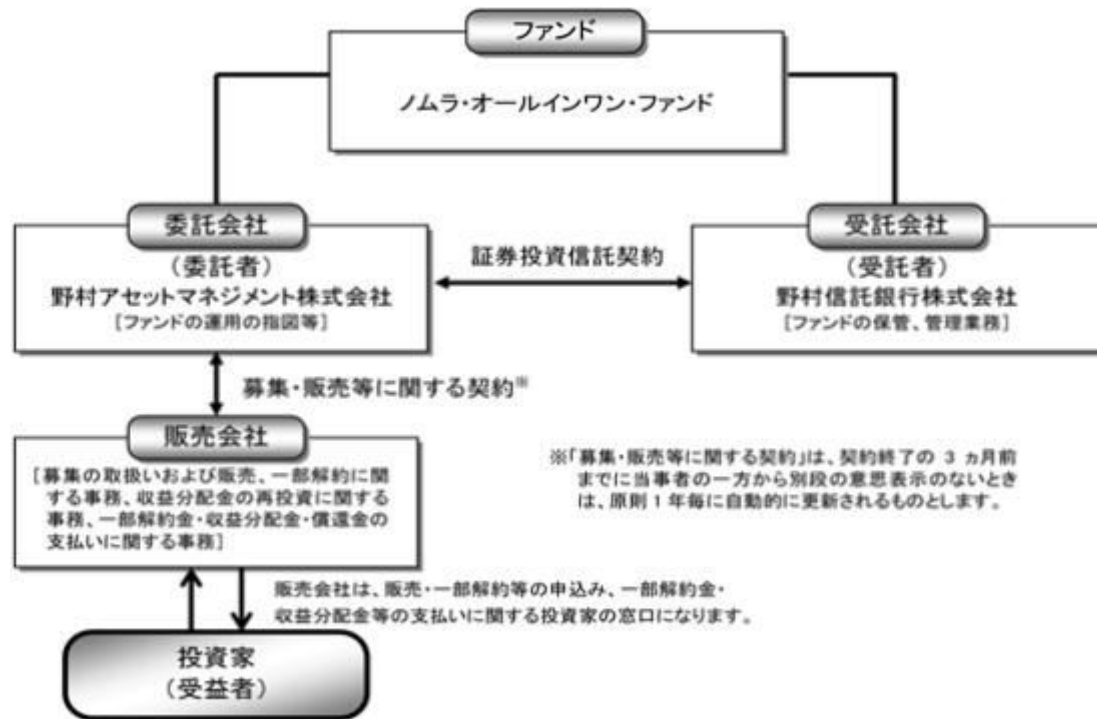 ファンド
ノムラ・オールインワン・ファンド
委託会社
(委託者)
野村アセットマネジメント株式会社
[ファンドの運用の指図等]
証券投資信託契約
受託会社
(受託者)
野村信託銀行株式会社
[ファンドの保管、管理業務]
募集・販売等に関する契約※
販売会社
[募集の取扱いおよび販売、一部解約に関
する事務、収益分配金の再投資に関する
事務、一部解約金・収益分配金・償還金の
支払いに関する事務]
※「募集・販売等に関する契約」は、契約終了の 3 ヵ月前
までに当事者の一方から別段の意思表示のないとき
は、原則 1 年毎に自動的に更新されるものとします。
販売会社は、販売・一部解約等の申込み、一部解約金・
収益分配金等の支払いに関する投資家の窓口になります。
投資家
(受益者)